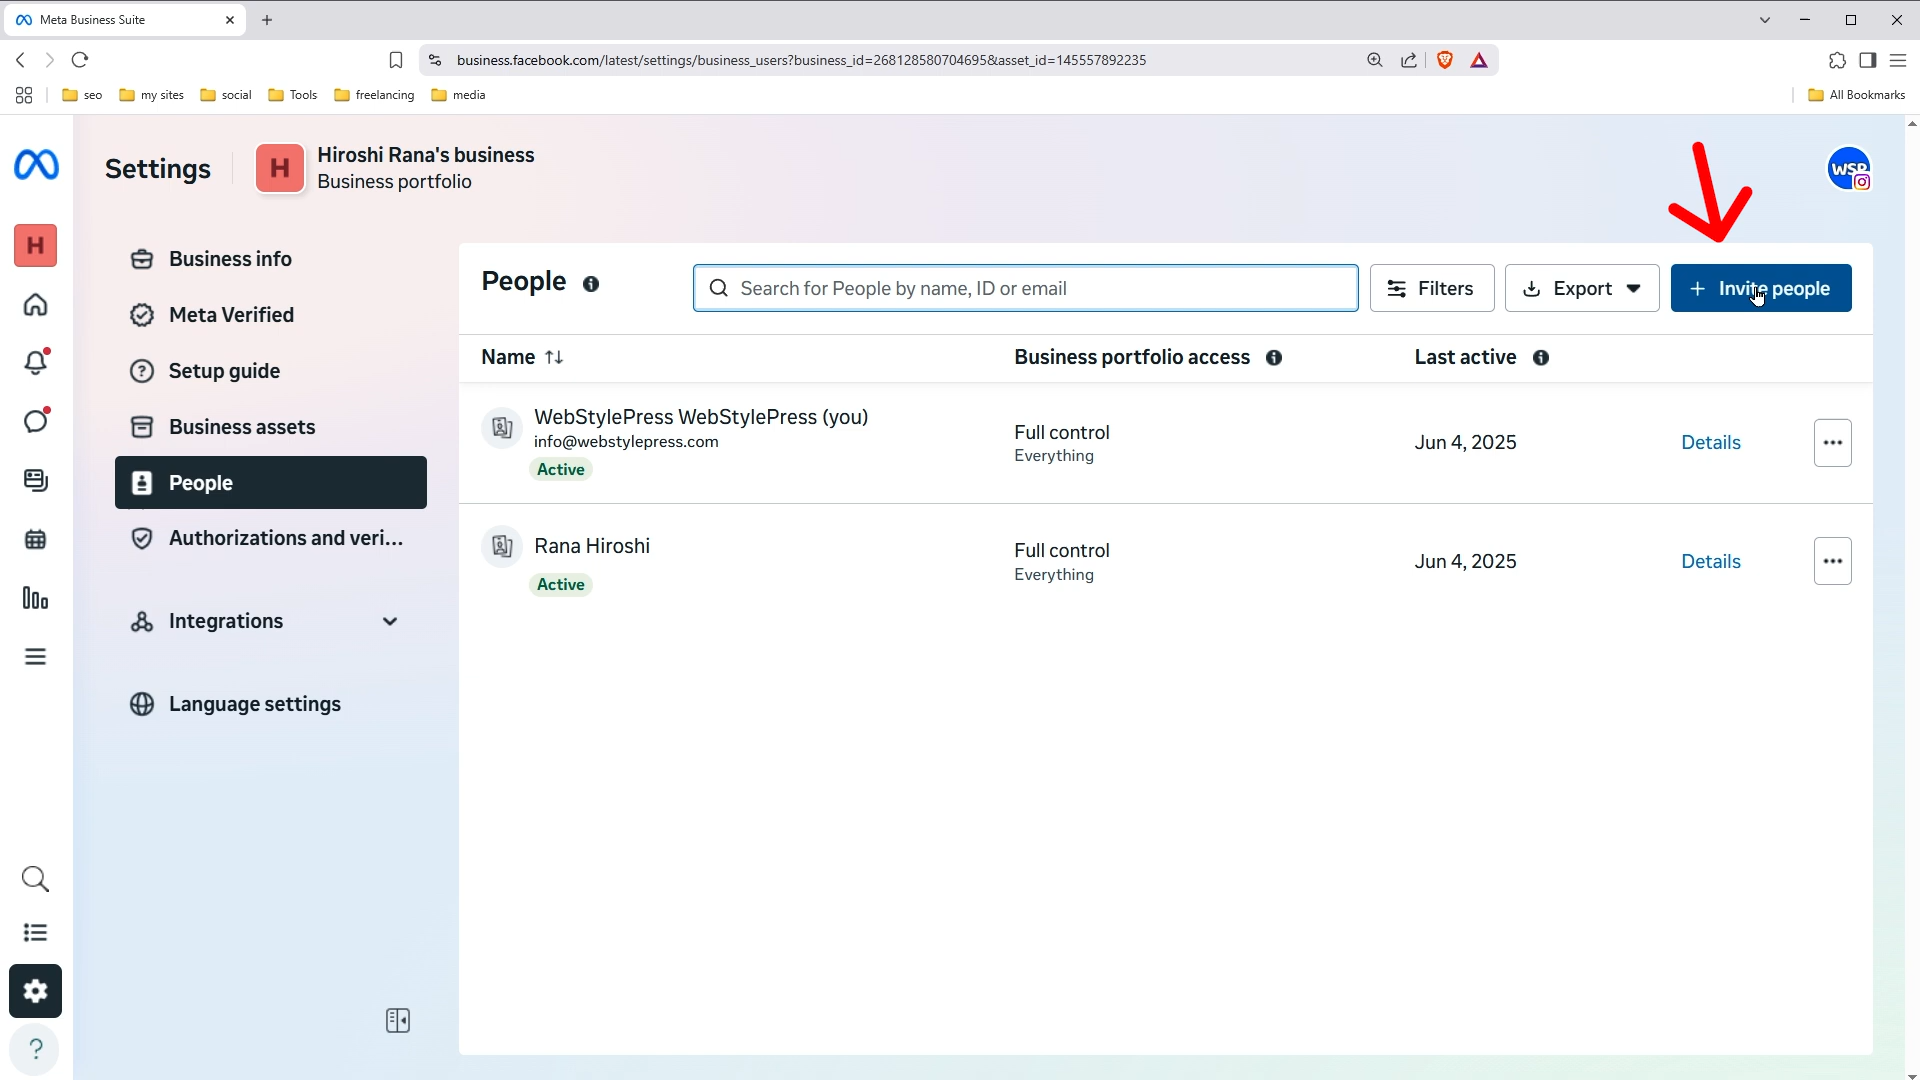 Meta Business Suite
business.facebook.com/latest/settings/business_users?business_id=268128580704695&asset_id=145557892235
seo
my sites
social
Tools
freelancing
media
All Bookmarks
Settings
H
Hiroshi Rana's business
Business portfolio
WSP
H
Business info
Meta Verified
Setup guide
Business assets
People
Authorizations and veri...
Integrations
Language settings
People
Search for People by name, ID or email
Filters
Export
+ Invite people
Name
Business portfolio access
Last active
WebStylePress WebStylePress (you)
info@webstylepress.com
Active
Full control
Everything
Jun 4, 2025
Details
Rana Hiroshi
Active
Full control
Everything
Jun 4, 2025
Details